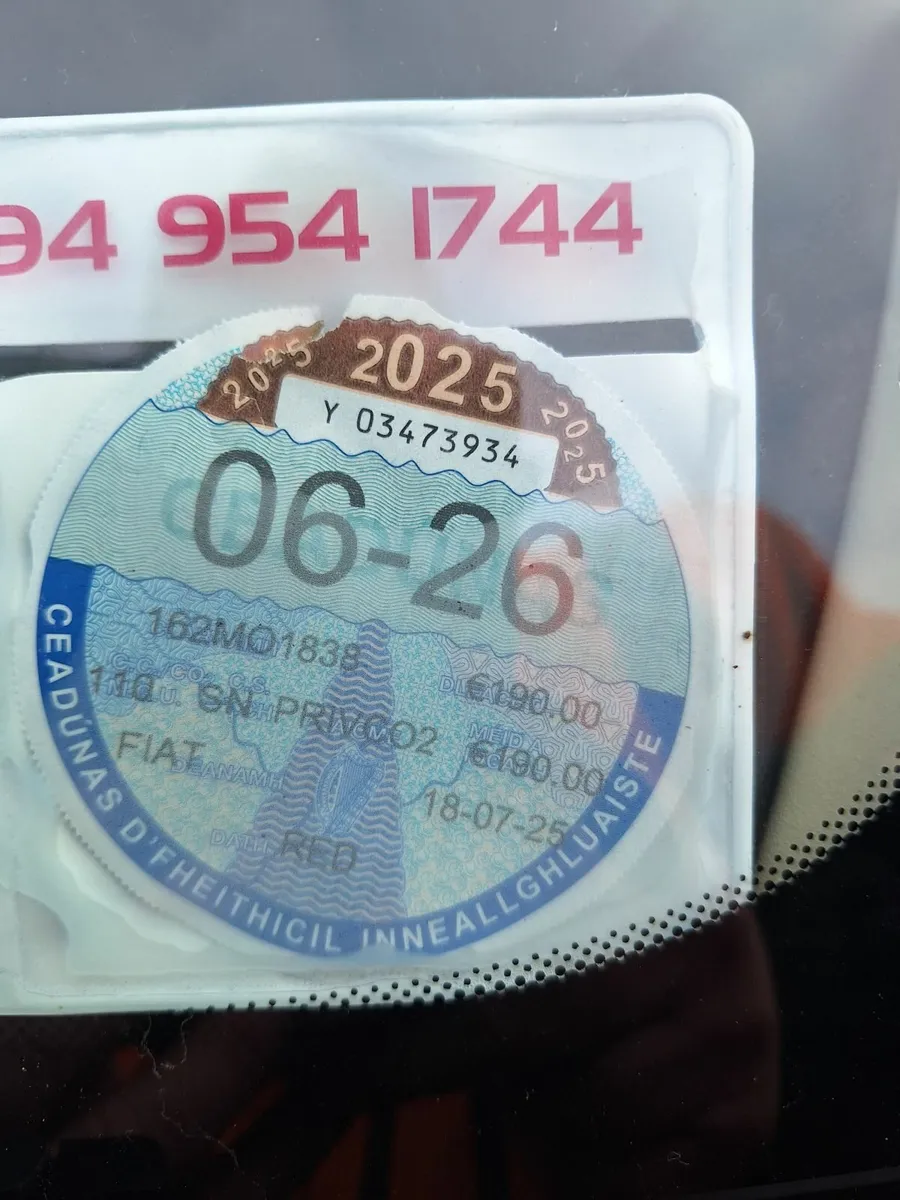 94 954 1744
2025 2025 2025
Y 03473934
06-26
162MO1838
€190.00
110 SN PRIVCO2
€190.00
FIAT
18-07-25
RED
CEADÚNAS D'FHEITHICIL INNEALLGHLUAISTE